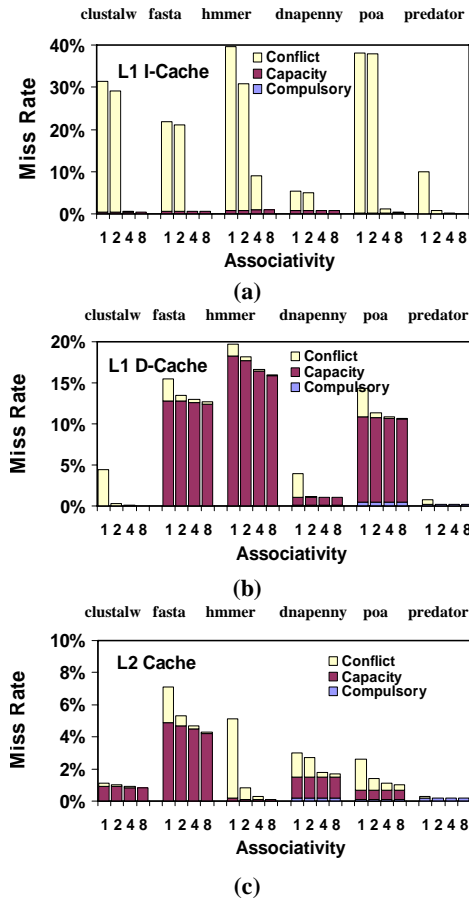 clustalw fasta hmmer dnapenny poa predator
40%
30%
20%
10%
0%
Miss Rate
L1 I-Cache
Conflict
Capacity
Compulsory
1 2 4 8 1 2 4 8 1 2 4 8 1 2 4 8 1 2 4 8 1 2 4 8
Associativity
(a)
clustalw fasta hmmer dnapenny poa predator
20%
15%
10%
5%
0%
Miss Rate
L1 D-Cache
Conflict
Capacity
Compulsory
1 2 4 8 1 2 4 8 1 2 4 8 1 2 4 8 1 2 4 8 1 2 4 8
Associativity
(b)
clustalw fasta hmmer dnapenny poa predator
10%
8%
6%
4%
2%
0%
Miss Rate
L2 Cache
Conflict
Capacity
Compulsory
1 2 4 8 1 2 4 8 1 2 4 8 1 2 4 8 1 2 4 8 1 2 4 8
Associativity
(c)